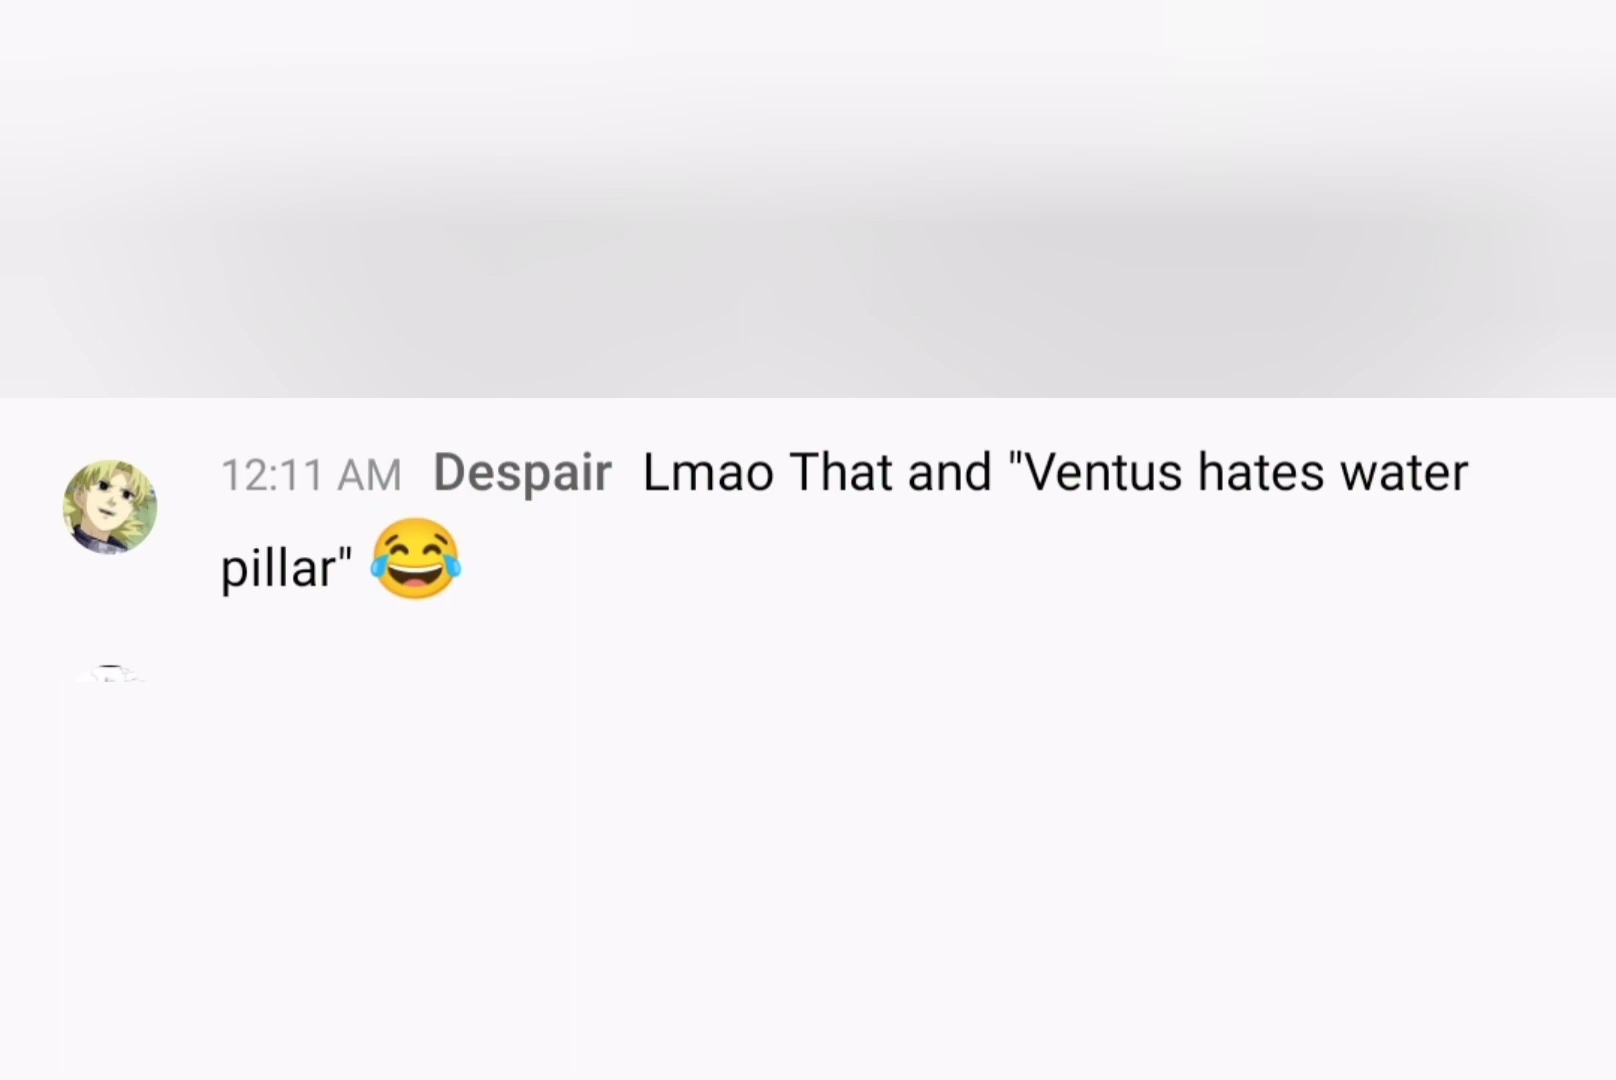 12:11 AM Despair Lmao That and "Ventus hates water
pillar" 😂